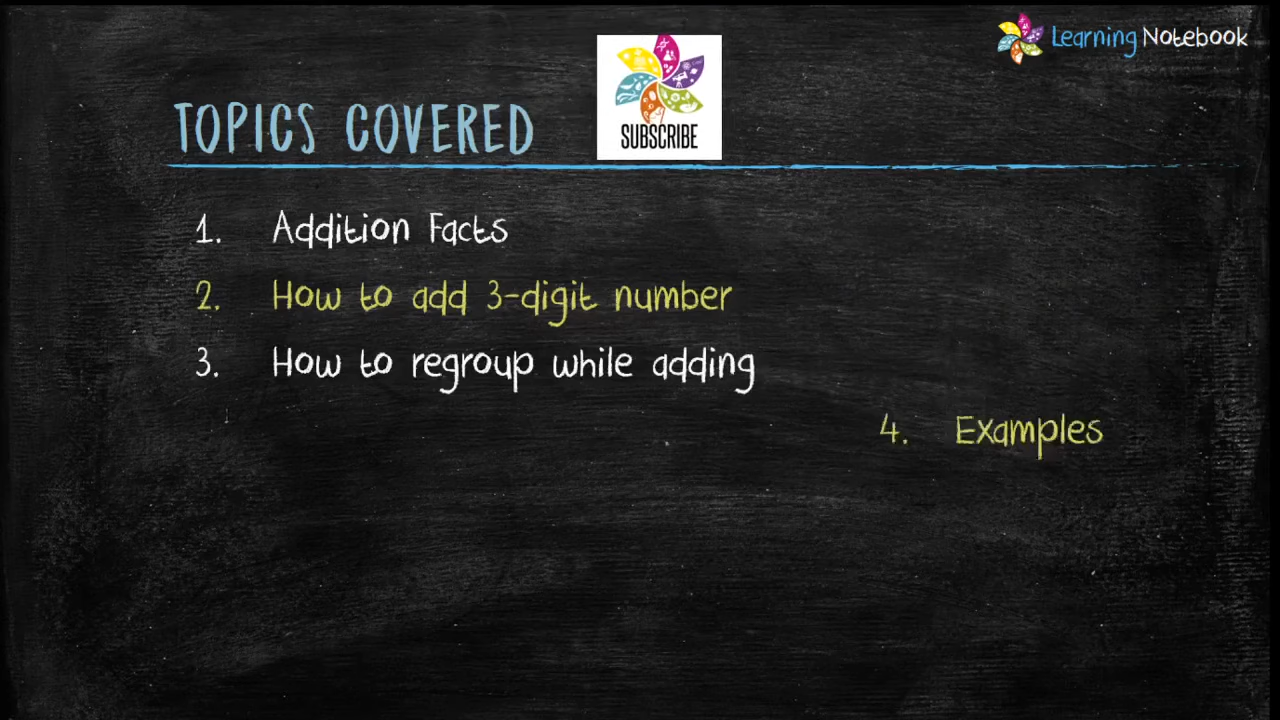 Learning Notebook
SUBSCRIBE
TOPICS COVERED
1. Addition Facts
2. How to add 3-digit number
3. How to regroup while adding
4. Examples